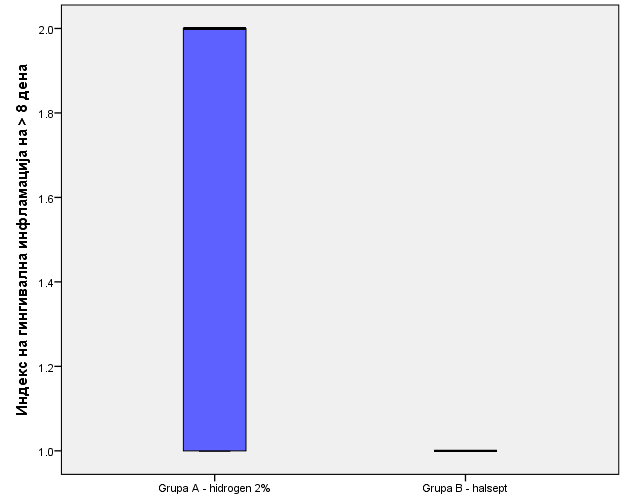 Индекс на гингивална инфламација на > 8 дена
2.0
1.8
1.6
1.4
1.2
1.0
Grupa A - hidrogen 2%
Grupa B - halsept